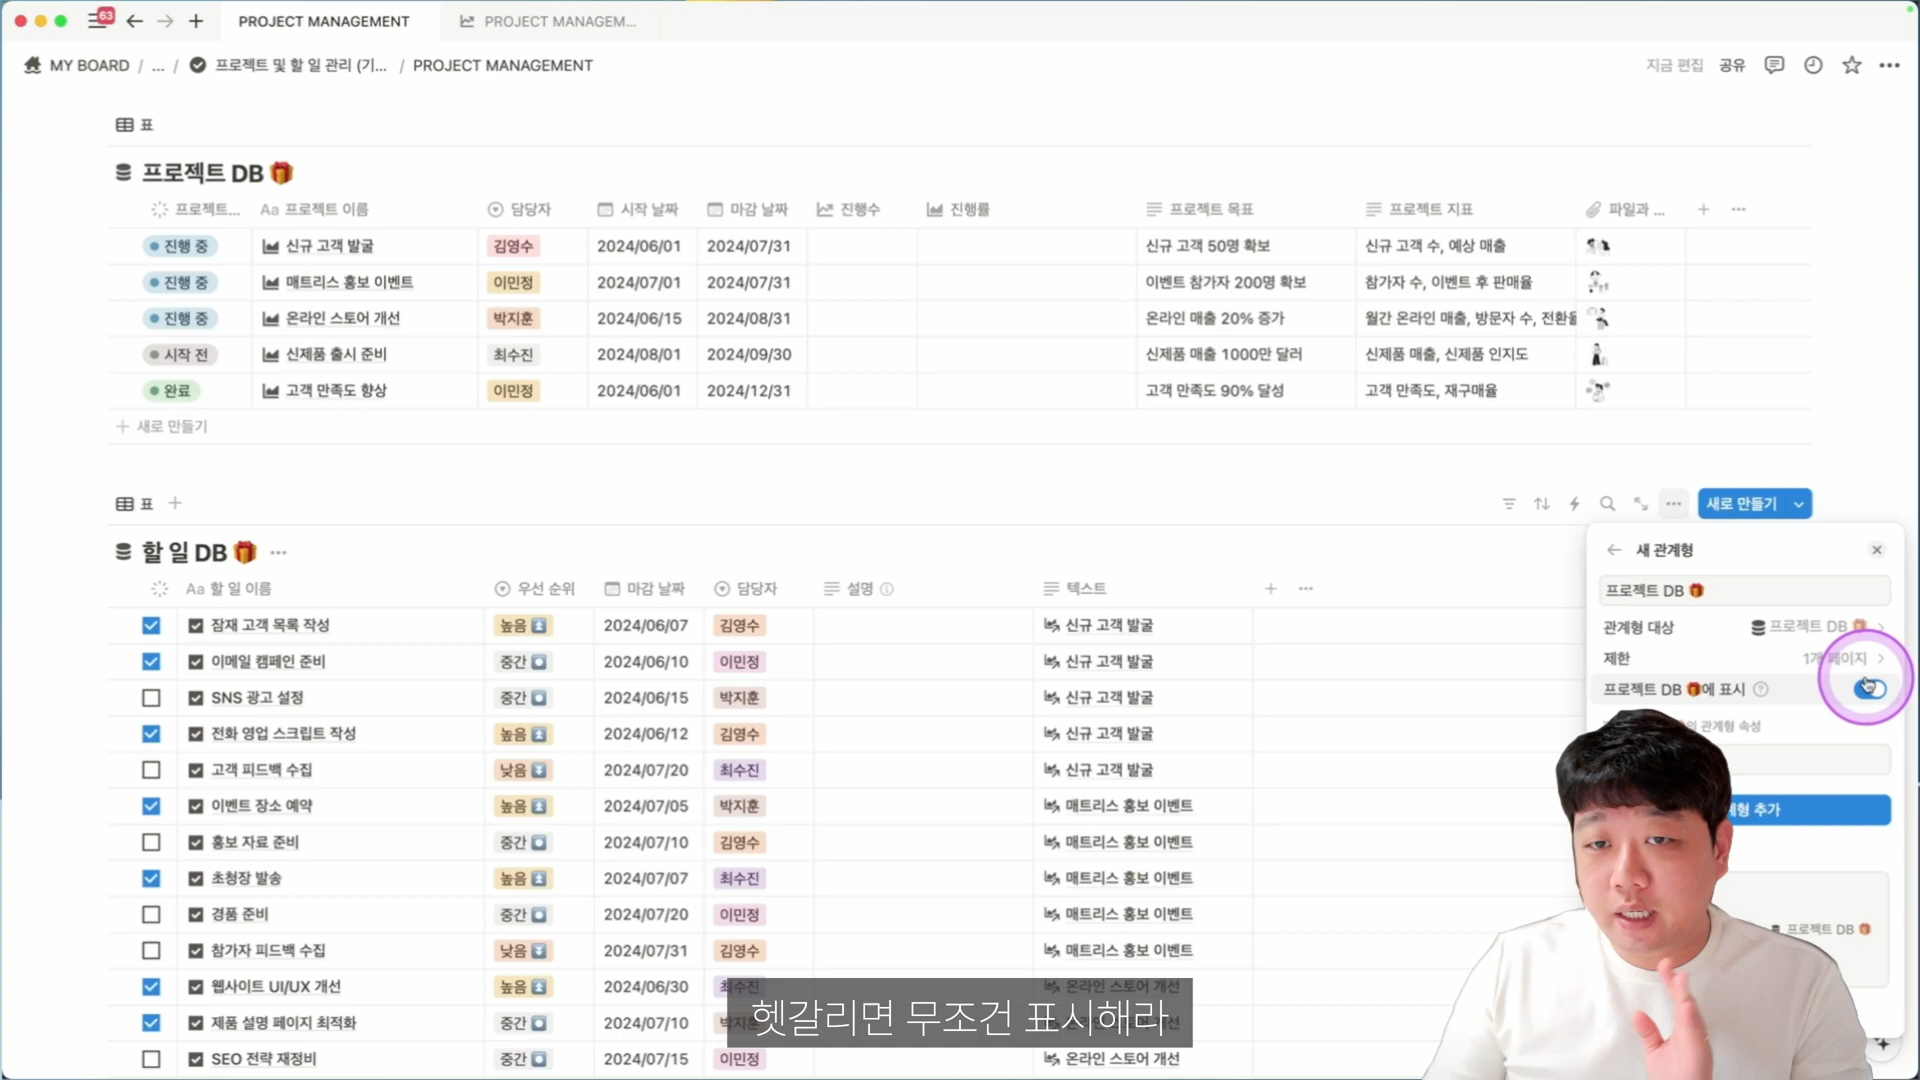 63
PROJECT MANAGEMENT
PROJECT MANAGEM...
MY BOARD / ... / 프로젝트 및 할 일 관리 (기... / PROJECT MANAGEMENT
지금 편집 공유
표
프로젝트 DB
프로젝트... Aa 프로젝트 이름 담당자 시작 날짜 마감 날짜 진행수 진행률 프로젝트 목표 프로젝트 지표 파일과 ...
진행 중 신규 고객 발굴 김영수 2024/06/01 2024/07/31 신규 고객 50명 확보 신규 고객 수, 예상 매출
진행 중 매트리스 홍보 이벤트 이민정 2024/07/01 2024/07/31 이벤트 참가자 200명 확보 참가자 수, 이벤트 후 판매율
진행 중 온라인 스토어 개선 박지훈 2024/06/15 2024/08/31 온라인 매출 20% 증가 월간 온라인 매출, 방문자 수, 전환율
시작 전 신제품 출시 준비 최수진 2024/08/01 2024/09/30 신제품 매출 1000만 달러 신제품 매출, 신제품 인지도
완료 고객 만족도 향상 이민정 2024/06/01 2024/12/31 고객 만족도 90% 달성 고객 만족도, 재구매율
+ 새로 만들기
표 +
새로 만들기
할 일 DB
Aa 할 일 이름 우선 순위 마감 날짜 담당자 설명 텍스트
잠재 고객 목록 작성 높음 2024/06/07 김영수 신규 고객 발굴
이메일 캠페인 준비 중간 2024/06/10 이민정 신규 고객 발굴
SNS 광고 설정 중간 2024/06/15 박지훈 신규 고객 발굴
전화 영업 스크립트 작성 높음 2024/06/12 김영수 신규 고객 발굴
고객 피드백 수집 낮음 2024/07/20 최수진 신규 고객 발굴
이벤트 장소 예약 높음 2024/07/05 박지훈 매트리스 홍보 이벤트
홍보 자료 준비 중간 2024/07/10 김영수 매트리스 홍보 이벤트
초청장 발송 높음 2024/07/07 최수진 매트리스 홍보 이벤트
경품 준비 중간 2024/07/20 이민정 매트리스 홍보 이벤트
참가자 피드백 수집 낮음 2024/07/31 김영수 매트리스 홍보 이벤트
웹사이트 UI/UX 개선 높음 2024/06/30 최수진 온라인 스토어 개선
제품 설명 페이지 최적화 중간 2024/07/10 박지훈
SEO 전략 재정비 중간 2024/07/15 이민정 온라인 스토어 개선
새 관계형
프로젝트 DB
관계형 대상 프로젝트 DB
제한 1개 페이지
프로젝트 DB 에 표시
관계형 속성
추가
프로젝트 DB
헷갈리면 무조건 표시해라